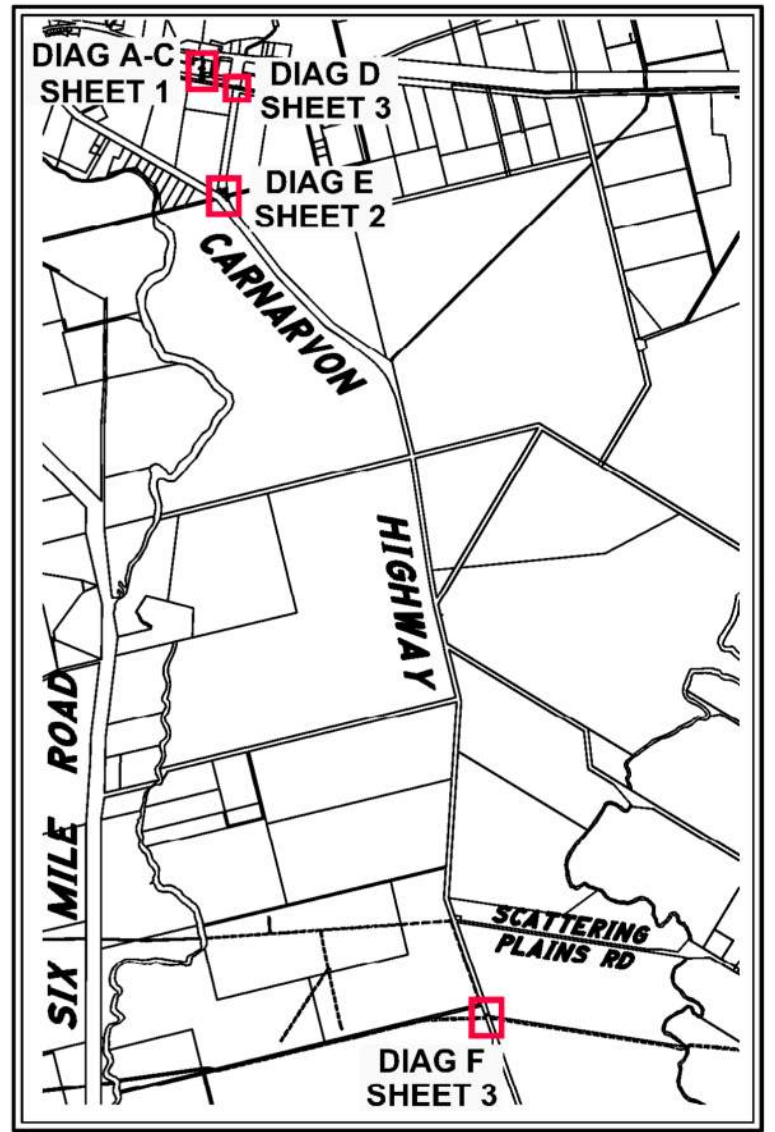 DIAG A-C
SHEET 1
DIAG D
SHEET 3
DIAG E
SHEET 2
CARNARVON
HIGHWAY
SIX MILE ROAD
SCATTERING
PLAINS RD
DIAG F
SHEET 3